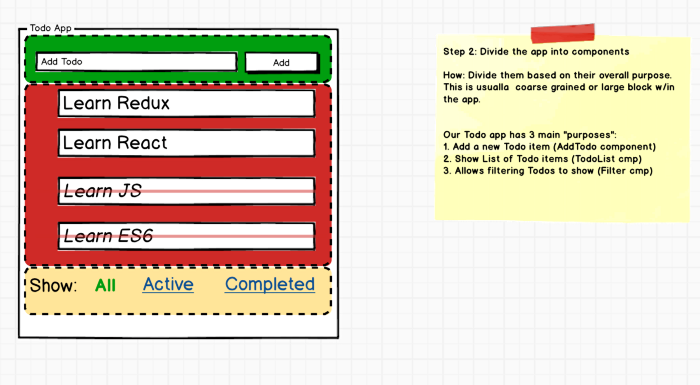 Todo App
Add Todo
Add
Learn Redux
Learn React
Learn JS
Learn ES6
Show: All Active Completed
Step 2: Divide the app into components
How: Divide them based on their overall purpose.
This is usualla coarse grained or large block w/in
the app.
Our Todo app has 3 main "purposes":
1. Add a new Todo item (AddTodo component)
2. Show List of Todo items (TodoList cmp)
3. Allows filtering Todos to show (Filter cmp)